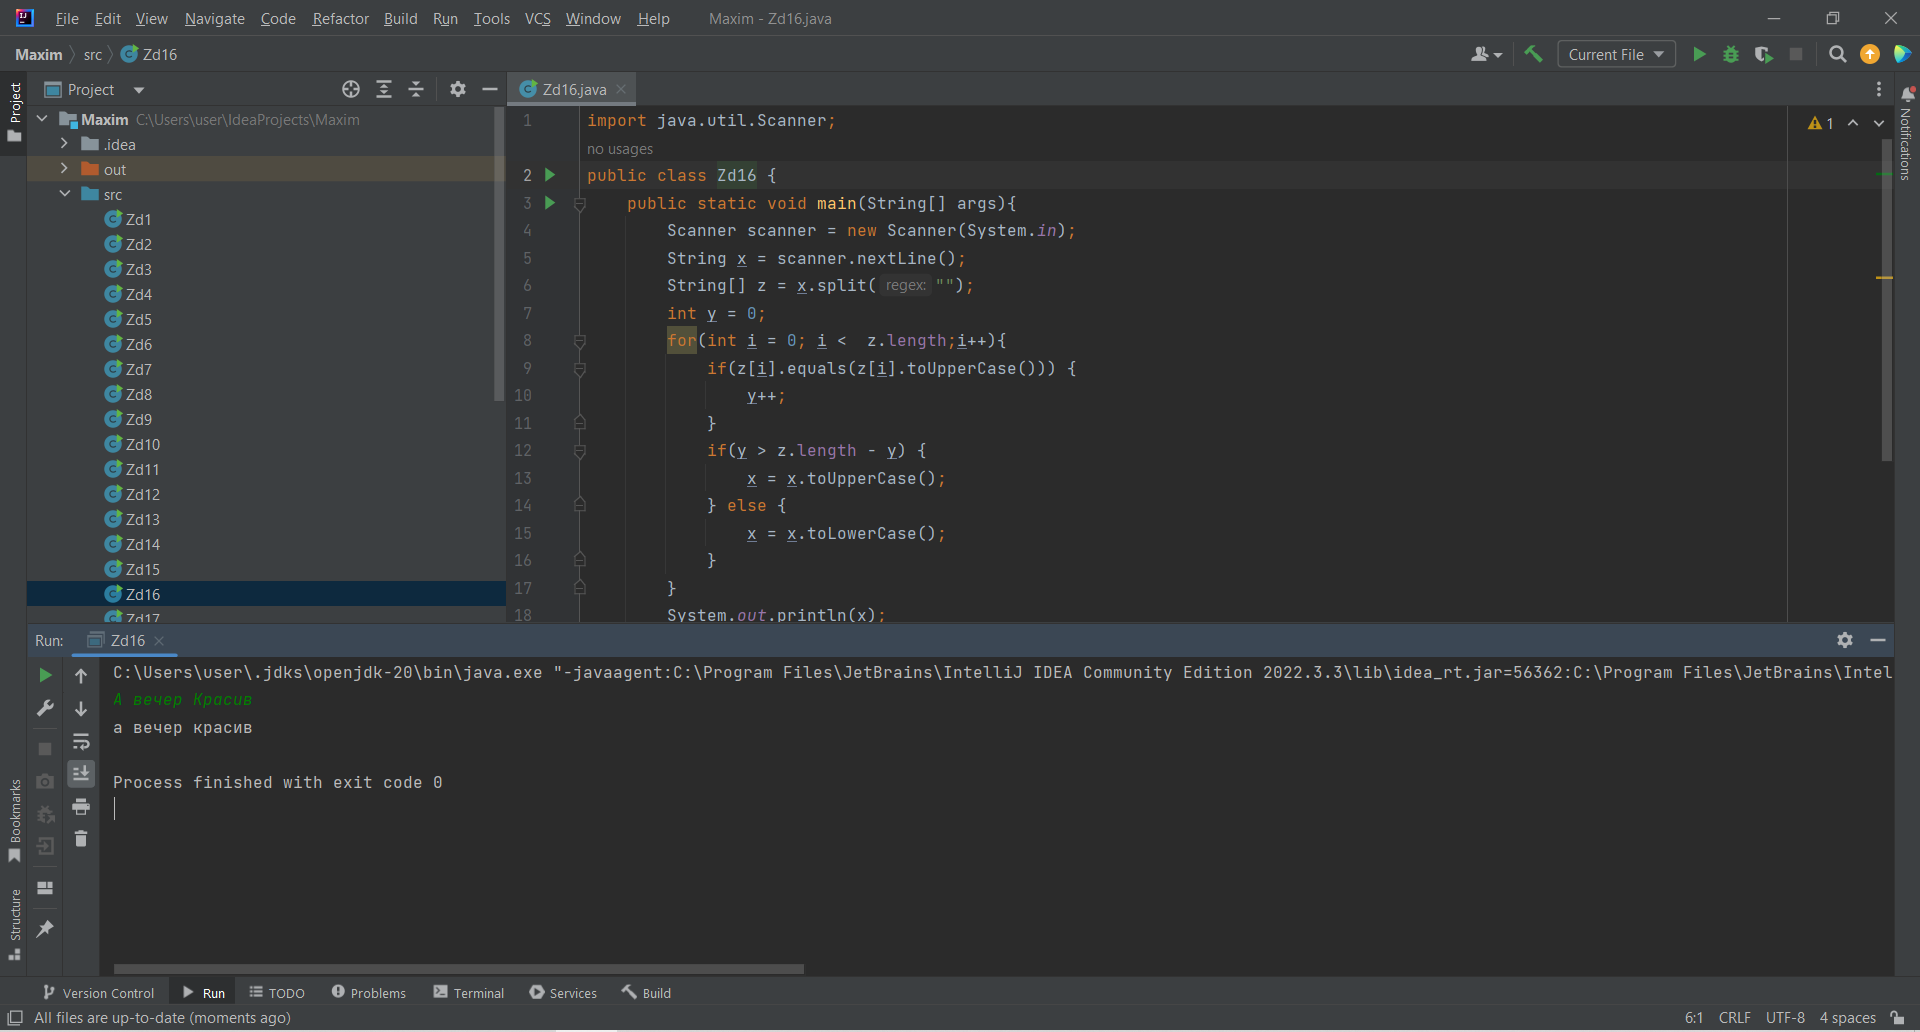 File Edit View Navigate Code Refactor Build Run Tools VCS Window Help Maxim - Zd16.java
Maxim src Zd16 Current File
Project Zd16.java
Maxim C:\Users\user\IdeaProjects\Maxim
.idea
out
src
Zd1
Zd2
Zd3
Zd4
Zd5
Zd6
Zd7
Zd8
Zd9
Zd10
Zd11
Zd12
Zd13
Zd14
Zd15
Zd16
Zd17
1 import java.util.Scanner;
no usages
2 public class Zd16 {
3 public static void main(String[] args){
4 Scanner scanner = new Scanner(System.in);
5 String x = scanner.nextLine();
6 String[] z = x.split( regex: "");
7 int y = 0;
8 for(int i = 0; i <  z.length;i++){
9 if(z[i].equals(z[i].toUpperCase())) {
10 y++;
11 }
12 if(y > z.length - y) {
13 x = x.toUpperCase();
14 } else {
15 x = x.toLowerCase();
16 }
17 }
18 System.out.println(x);
1
Project
Bookmarks
Structure
Notifications
Run: Zd16
C:\Users\user\.jdks\openjdk-20\bin\java.exe "-javaagent:C:\Program Files\JetBrains\IntelliJ IDEA Community Edition 2022.3.3\lib\idea_rt.jar=56362:C:\Program Files\JetBrains\Intel
А вечер Красив
а вечер красив
Process finished with exit code 0
Version Control Run TODO Problems Terminal Services Build
All files are up-to-date (moments ago) 6:1 CRLF UTF-8 4 spaces